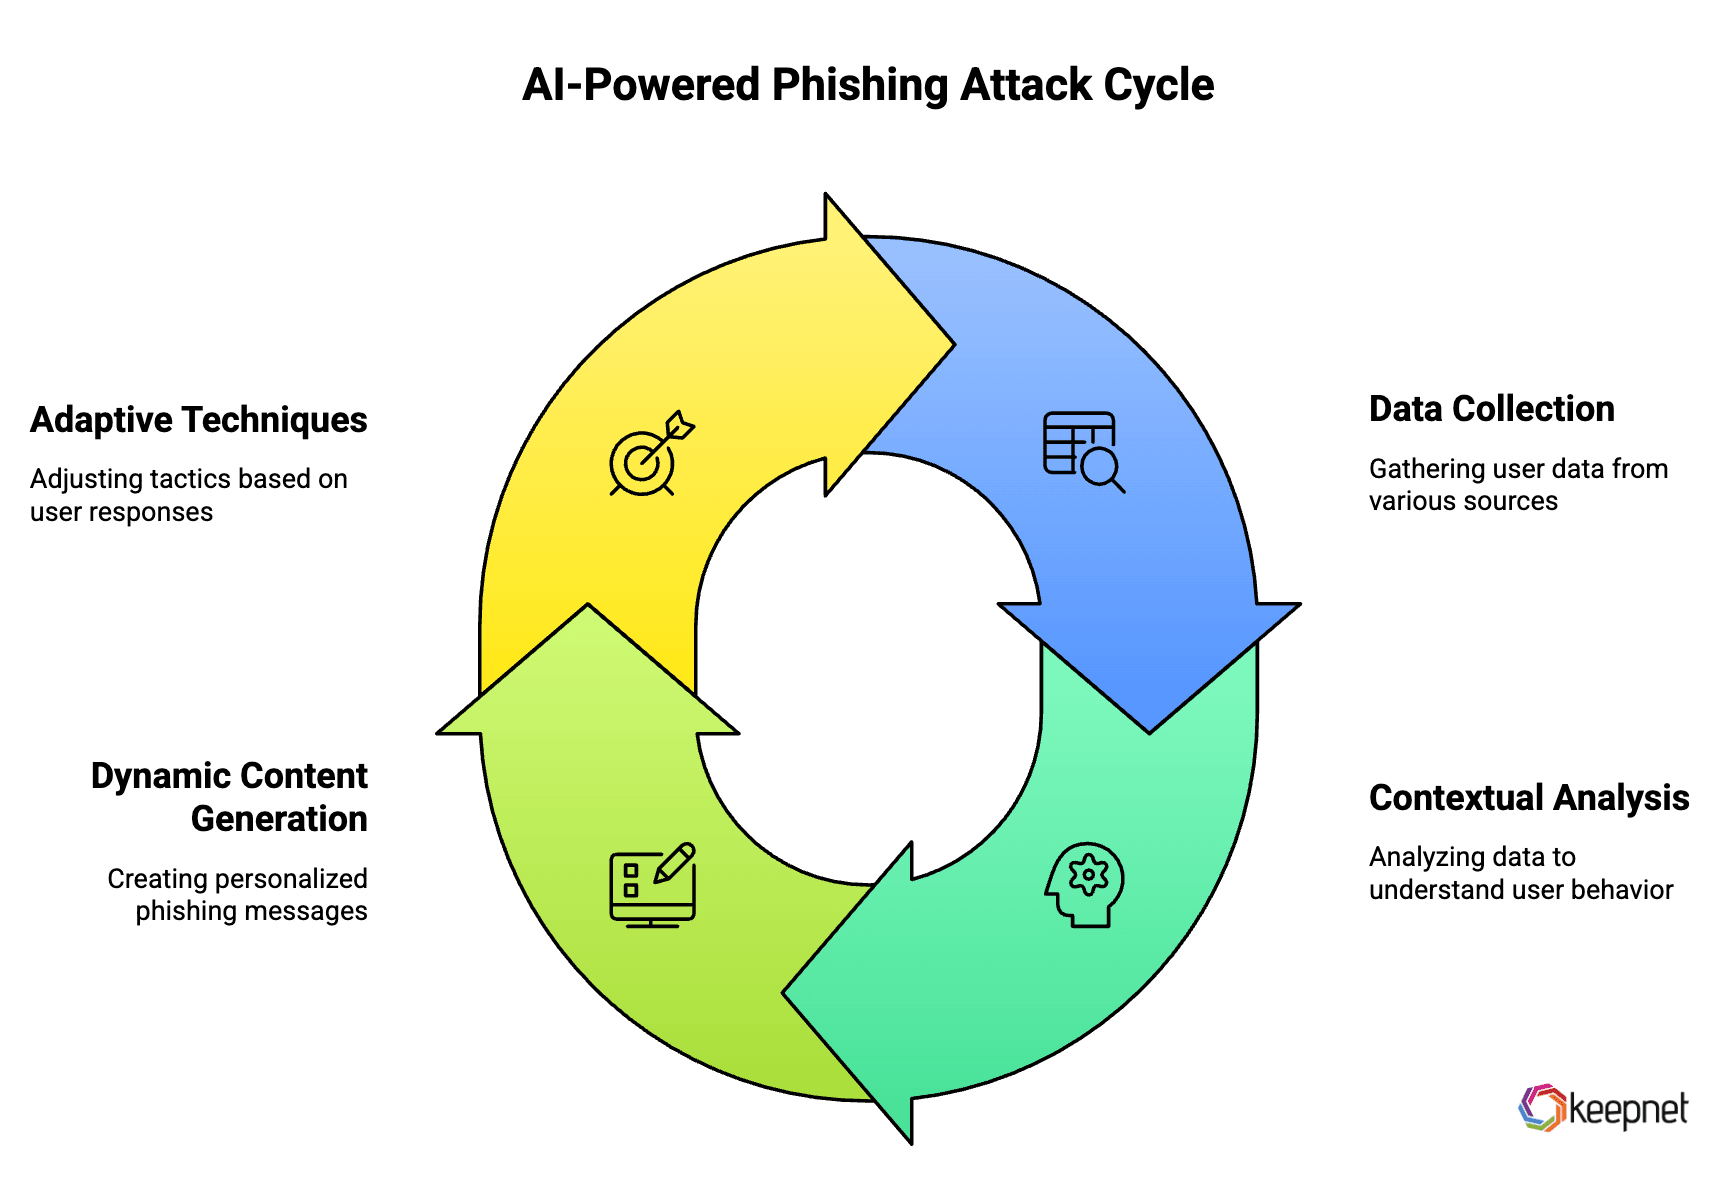 AI-Powered Phishing Attack Cycle
Data Collection
Gathering user data from
various sources
Contextual Analysis
Analyzing data to
understand user behavior
Dynamic Content
Generation
Creating personalized
phishing messages
Adaptive Techniques
Adjusting tactics based on
user responses
keepnet